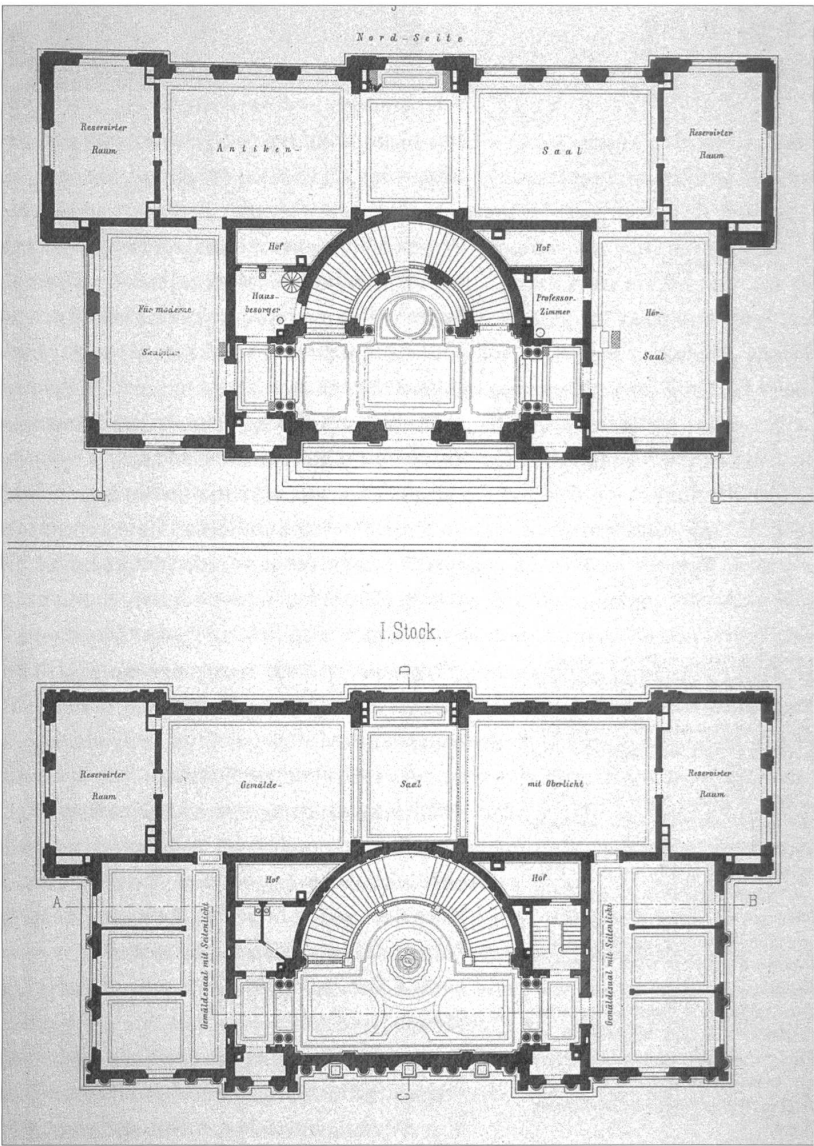 Nord-Seite
Reservirter
Raum
Antiken-
Saal
Reservirter
Raum
Hof
Hof
Haus-
besorger
Professor-
Zimmer
Für moderne
Sculptur
Hör-
Saal
I. Stock.
D
Reservirter
Raum
Gemälde-
Saal
mit Oberlicht
Reservirter
Raum
Hof
Hof
A
B
Gemäldesaal mit Seitenlicht
Gemäldesaal mit Seitenlicht
C